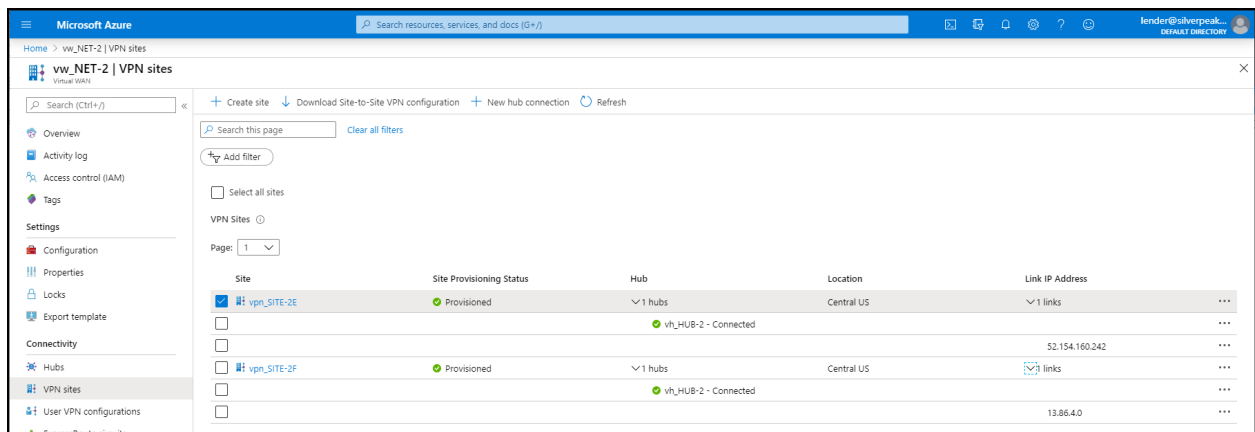 Microsoft Azure
Search resources, services, and docs (G+/)
lender@silverpeak...
DEFAULT DIRECTORY
Home > vw_NET-2 | VPN sites
vw_NET-2 | VPN sites
Virtual WAN
Search (Ctrl+/)
Create site Download Site-to-Site VPN configuration New hub connection Refresh
Search this page Clear all filters
Overview
Activity log
Add filter
Access control (IAM)
Select all sites
Tags
VPN Sites
Settings
Page: 1
Configuration
Properties
Site Site Provisioning Status Hub Location Link IP Address
Locks
vpn_SITE-2E Provisioned 1 hubs Central US 1 links
Export template
vh_HUB-2 - Connected
Connectivity
52.154.160.242
Hubs
vpn_SITE-2F Provisioned 1 hubs Central US 1 links
VPN sites
vh_HUB-2 - Connected
User VPN configurations
13.86.4.0